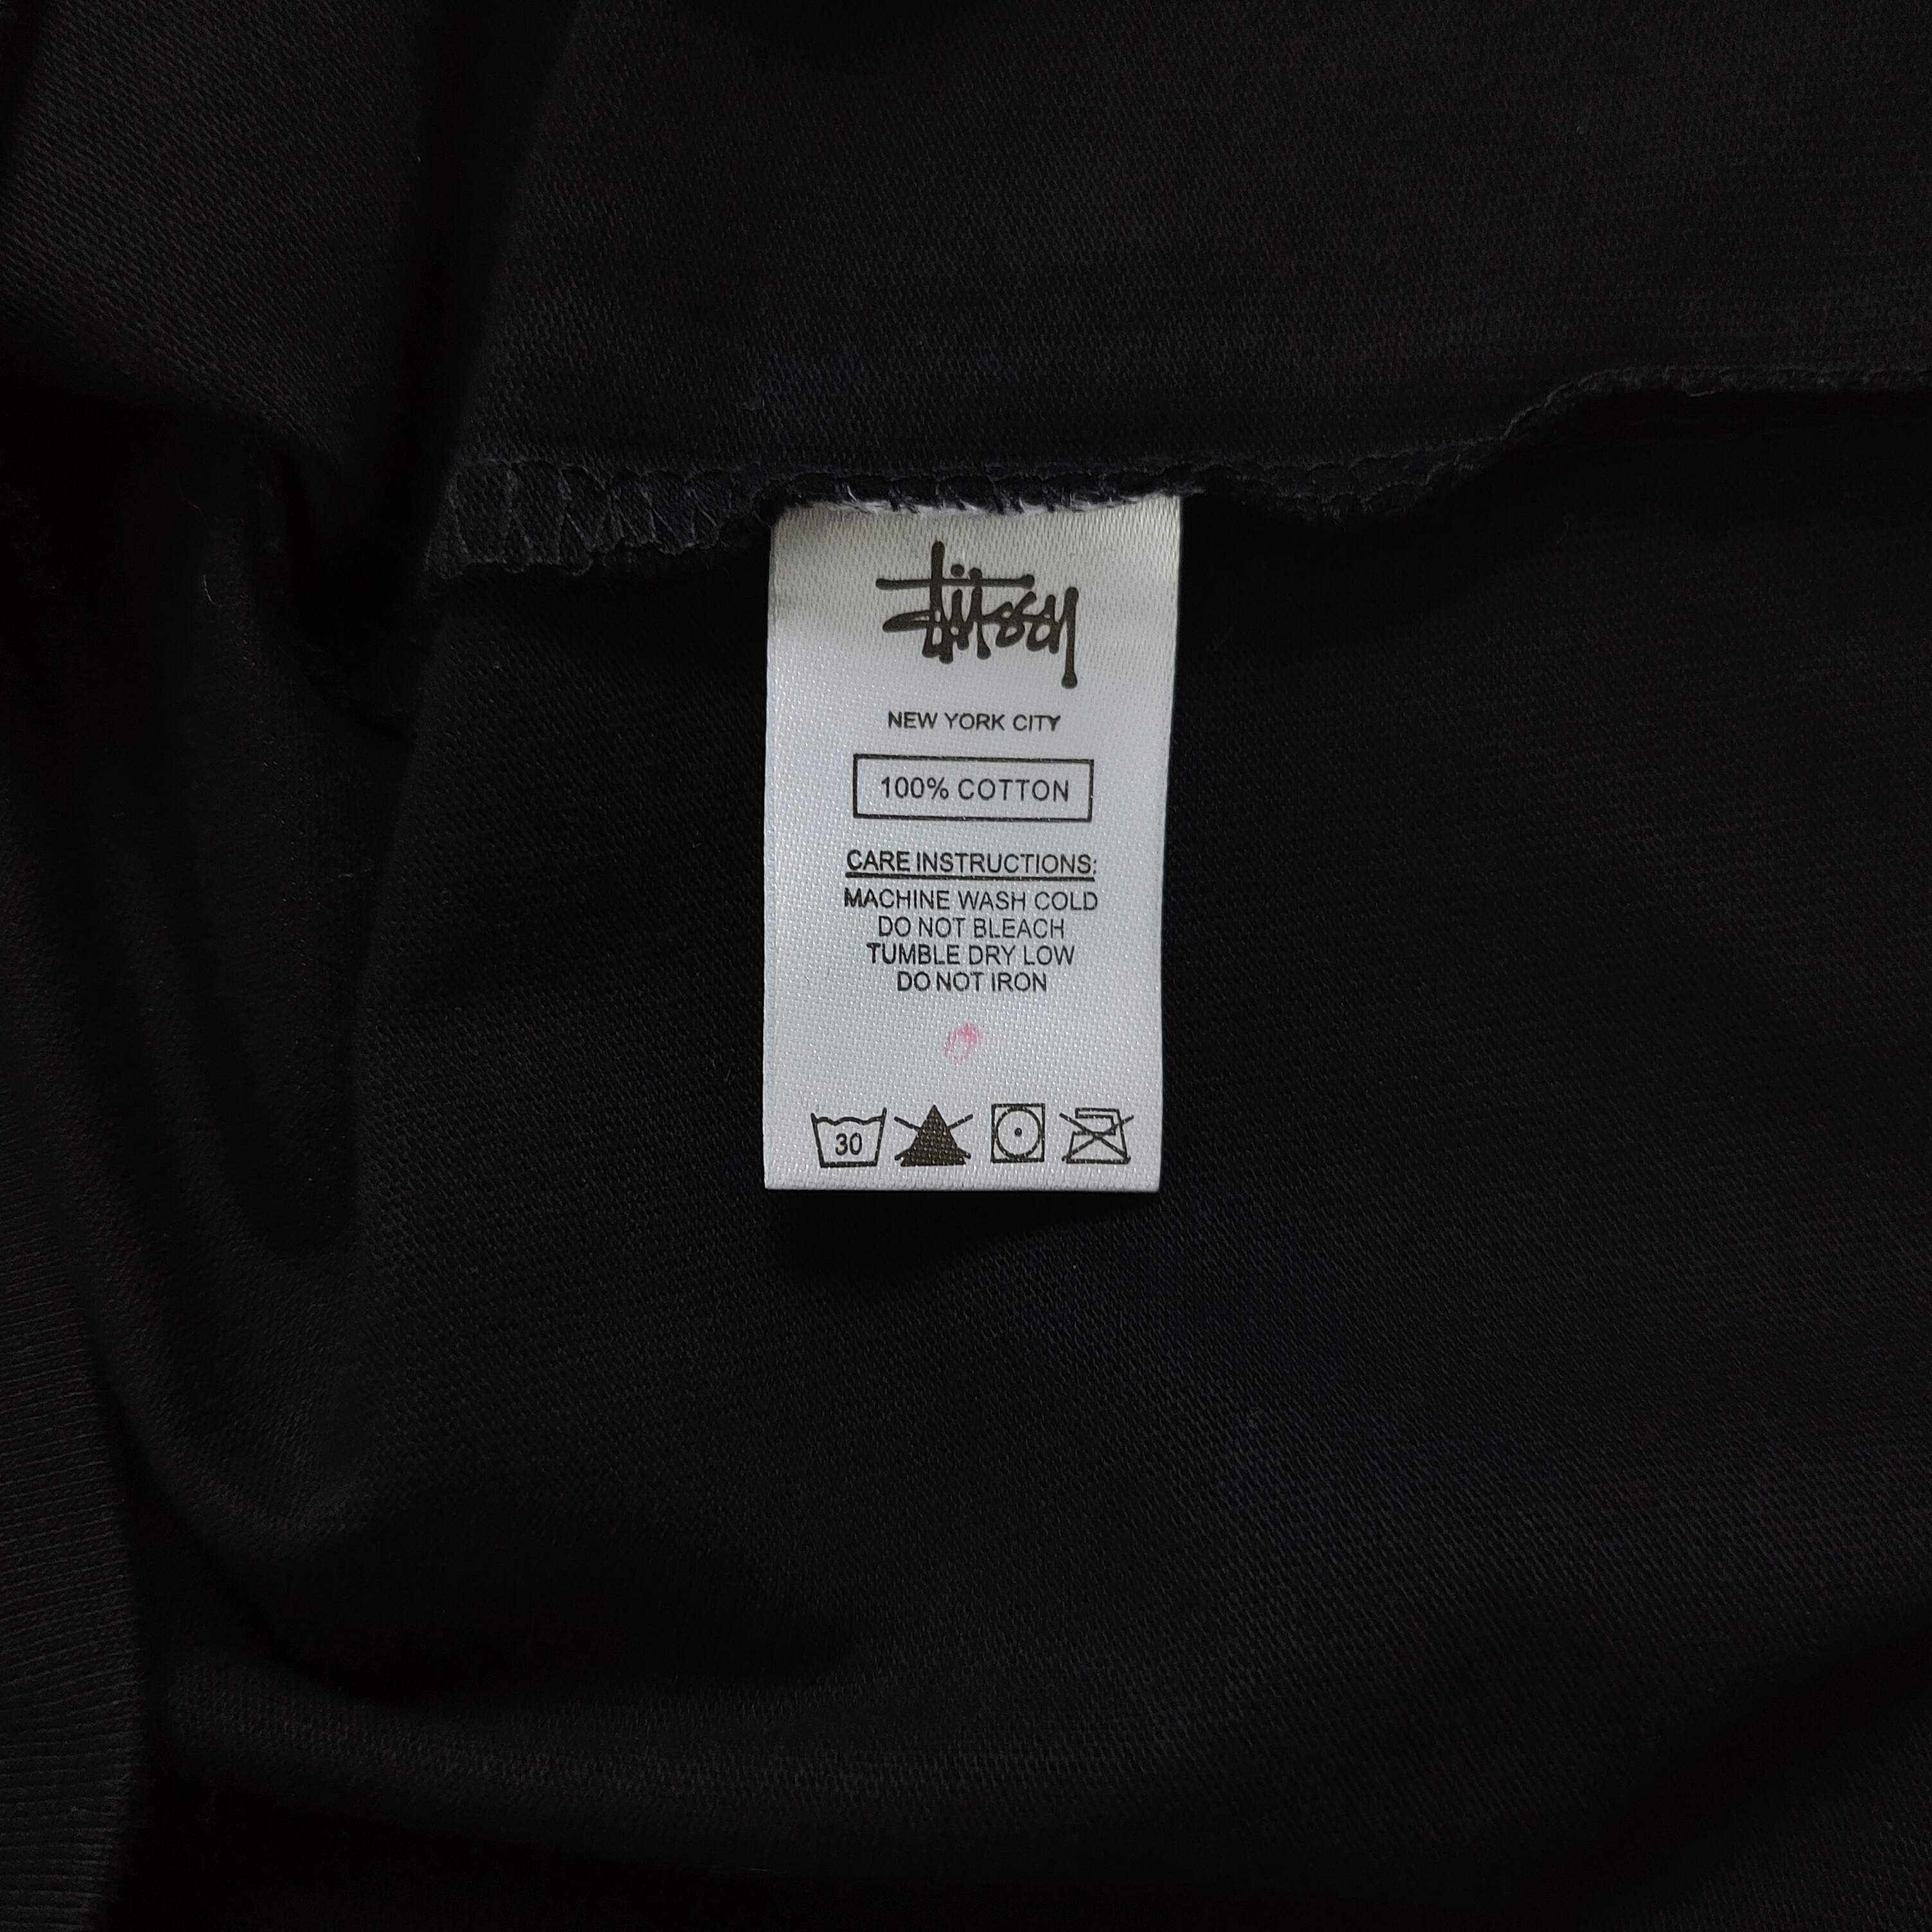 Stüssy
NEW YORK CITY
100% COTTON
CARE INSTRUCTIONS:
MACHINE WASH COLD
DO NOT BLEACH
TUMBLE DRY LOW
DO NOT IRON
30